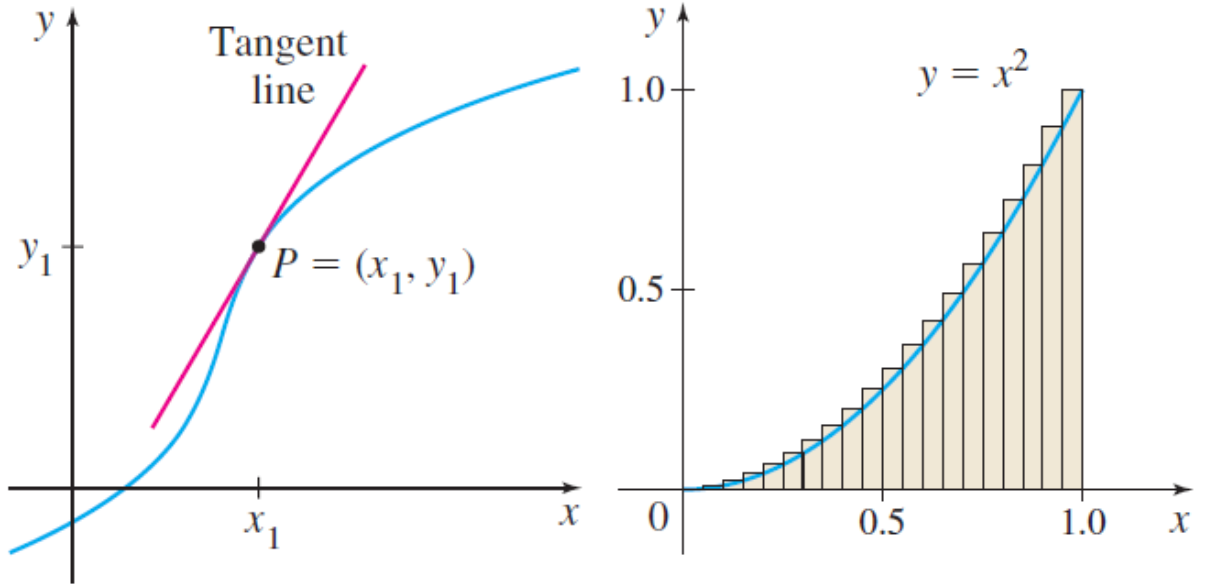 y
Tangent
line
y₁
P = (x₁, y₁)
x₁
x
y
y = x²
1.0
0.5
0
0.5
1.0
x